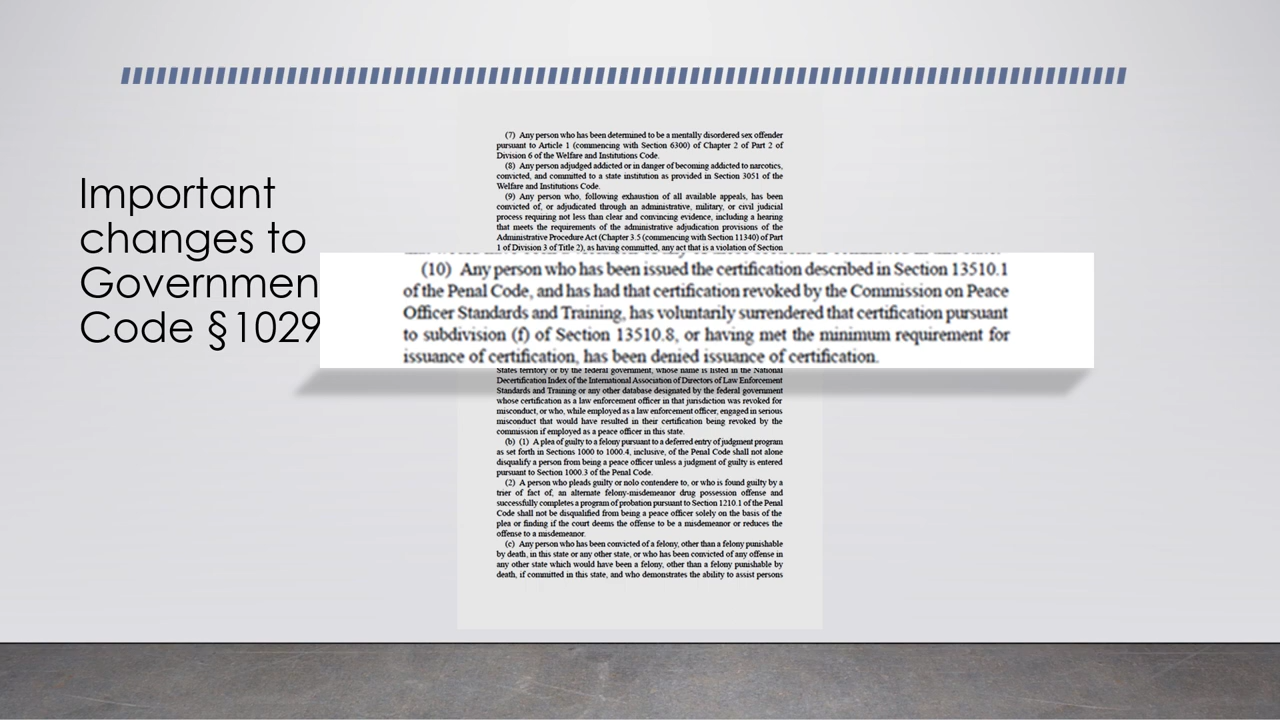 Important
changes to
Governmen
Code §1029
(7) Any person who has been determined to be a mentally disordered sex offender
pursuant to Article 1 (commencing with Section 6300) of Chapter 2 of Part 2 of
Division 6 of the Welfare and Institutions Code.
(8) Any person adjudged addicted or in danger of becoming addicted to narcotics,
convicted, and committed to a state institution as provided in Section 3051 of the
Welfare and Institutions Code.
(9) Any person who, following exhaustion of all available appeals, has been
convicted of, or adjudicated through an administrative, military, or civil judicial
process requiring not less than clear and convincing evidence, including a hearing
that meets the requirements of the administrative adjudication provisions of the
Administrative Procedure Act (Chapter 3.5 (commencing with Section 11340) of Part
1 of Division 3 of Title 2), as having committed, any act that is a violation of Section
(10) Any person who has been issued the certification described in Section 13510.1
of the Penal Code, and has had that certification revoked by the Commission on Peace
Officer Standards and Training, has voluntarily surrendered that certification pursuant
to subdivision (f) of Section 13510.8, or having met the minimum requirement for
issuance of certification, has been denied issuance of certification.
States territory or by the federal government, whose name is listed in the National
Decertification Index of the International Association of Directors of Law Enforcement
Standards and Training or any other database designated by the federal government
whose certification as a law enforcement officer in that jurisdiction was revoked for
misconduct, or who, while employed as a law enforcement officer, engaged in serious
misconduct that would have resulted in their certification being revoked by the
commission if employed as a peace officer in this state.
(b) (1) A plea of guilty to a felony pursuant to a deferred entry of judgment program
as set forth in Sections 1000 to 1000.4, inclusive, of the Penal Code shall not alone
disqualify a person from being a peace officer unless a judgment of guilty is entered
pursuant to Section 1000.3 of the Penal Code.
(2) A person who pleads guilty or nolo contendere to, or who is found guilty by a
trier of fact of, an alternate felony-misdemeanor drug possession offense and
successfully completes a program of probation pursuant to Section 1210.1 of the Penal
Code shall not be disqualified from being a peace officer solely on the basis of the
plea or finding if the court deems the offense to be a misdemeanor or reduces the
offense to a misdemeanor.
(c) Any person who has been convicted of a felony, other than a felony punishable
by death, in this state or any other state, or who has been convicted of any offense in
any other state which would have been a felony, other than a felony punishable by
death, if committed in this state, and who demonstrates the ability to assist persons